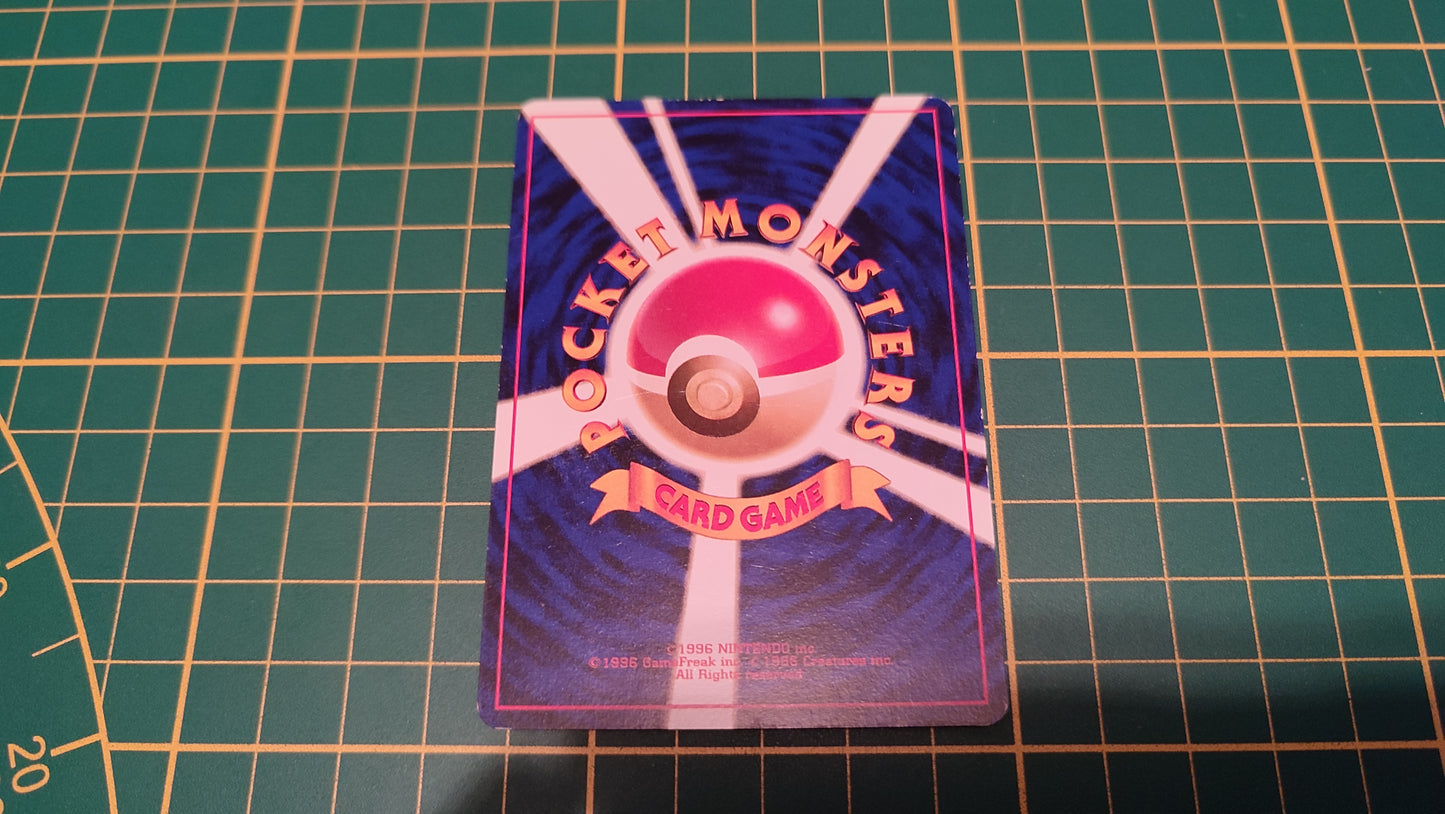 POCKET MONSTERS
CARD GAME
©1996 NINTENDO inc.
©1996 GameFreak inc. ©1996 Creatures inc.
All Rights reserved
20